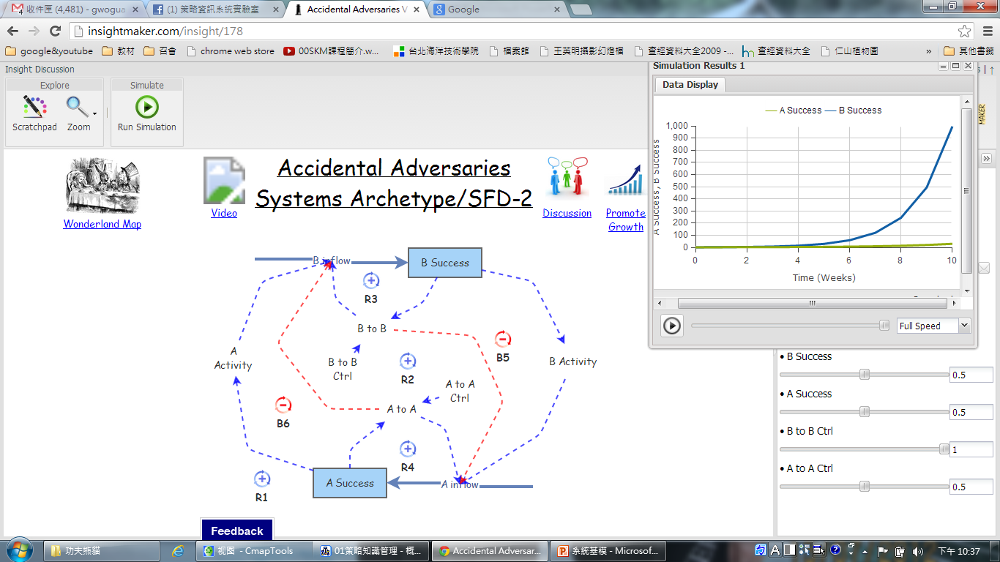 收件匣 (4,481) - gwogua
(1) 策略資訊系統實驗室
Accidental Adversaries V
Google
insightmaker.com/insight/178
google&youtube
教材
召會
chrome web store
00SKM課程簡介.w...
台北海洋技術學院
檔案館
王英明攝影幻燈檔
查經資料大全2009 -...
查經資料大全
仁山植物園
»
其他書籤
Insight Discussion
Explore
Simulate
Scratchpad
Zoom
Run Simulation
Wonderland Map
Video
Accidental Adversaries
Systems Archetype/SFD-2
Discussion
Promote
Growth
B inflow
B Success
R3
B to B
B5
A
Activity
B to B
Ctrl
R2
B Activity
A to A
Ctrl
A to A
B6
R4
A Success
A inflow
R1
Feedback
Simulation Results 1
Data Display
A Success
B Success
A Success, B Success
1,000
900
800
700
600
500
400
300
200
100
0
0
2
4
6
8
10
Time (Weeks)
Full Speed
MAKER
• B Success
0.5
• A Success
0.5
• B to B Ctrl
1
• A to A Ctrl
0.5
功夫熊貓
视图 - CmapTools
01策略知識管理 - 概...
Accidental Adversar...
系統基模 - Microsof...
下午 10:37